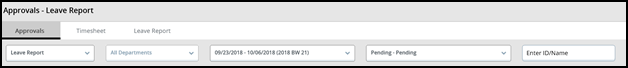 Approvals - Leave Report
Approvals Timesheet Leave Report
Leave Report All Departments 09/23/2018 - 10/06/2018 (2018 BW 21) Pending - Pending Enter ID/Name